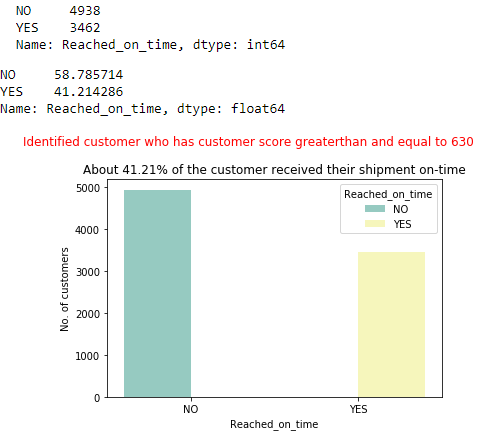 NO 4938
YES 3462
Name: Reached_on_time, dtype: int64
NO 58.785714
YES 41.214286
Name: Reached_on_time, dtype: float64
Identified customer who has customer score greaterthan and equal to 630
About 41.21% of the customer received their shipment on-time
Reached_on_time
NO
YES
No. of customers
5000
4000
3000
2000
1000
0
NO YES
Reached_on_time